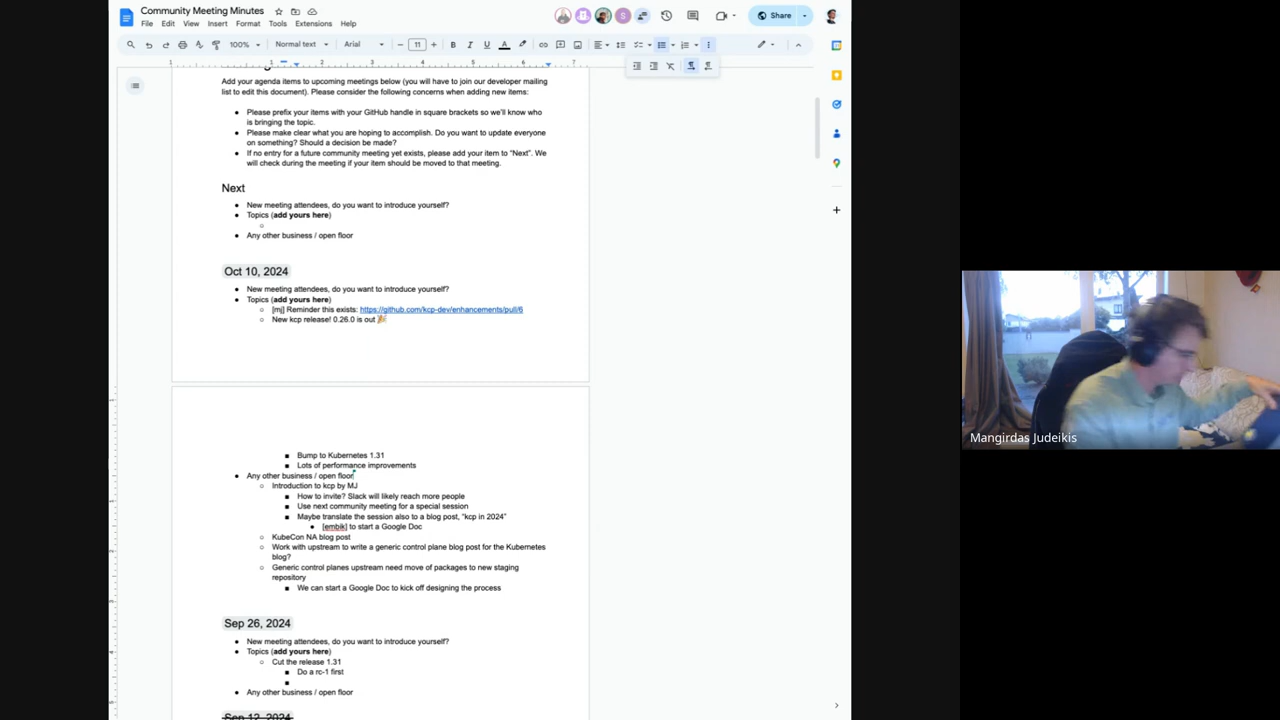 Community Meeting Minutes
File Edit View Insert Format Tools Extensions Help
Share
100% Normal text Arial 11
1 1 2 3 4 5 6 7
Add your agenda items to upcoming meetings below (you will have to join our developer mailing
list to edit this document). Please consider the following concerns when adding new items:
● Please prefix your items with your GitHub handle in square brackets so we'll know who
is bringing the topic.
● Please make clear what you are hoping to accomplish. Do you want to update everyone
on something? Should a decision be made?
● If no entry for a future community meeting yet exists, please add your item to "Next". We
will check during the meeting if your item should be moved to that meeting.
Next
● New meeting attendees, do you want to introduce yourself?
● Topics (add yours here)
○
● Any other business / open floor
Oct 10, 2024
● New meeting attendees, do you want to introduce yourself?
● Topics (add yours here)
○ [mj] Reminder this exists: https://github.com/kcp-dev/enhancements/pull/6
○ New kcp release! 0.26.0 is out 🎉
■ Bump to Kubernetes 1.31
■ Lots of performance improvements
● Any other business / open floor
○ Introduction to kcp by MJ
■ How to invite? Slack will likely reach more people
■ Use next community meeting for a special session
■ Maybe translate the session also to a blog post, "kcp in 2024"
● [embik] to start a Google Doc
○ KubeCon NA blog post
○ Work with upstream to write a generic control plane blog post for the Kubernetes
blog?
○ Generic control planes upstream need move of packages to new staging
repository
■ We can start a Google Doc to kick off designing the process
Sep 26, 2024
● New meeting attendees, do you want to introduce yourself?
● Topics (add yours here)
○ Cut the release 1.31
■ Do a rc-1 first
■
● Any other business / open floor
Sep 12, 2024
Mangirdas Judeikis